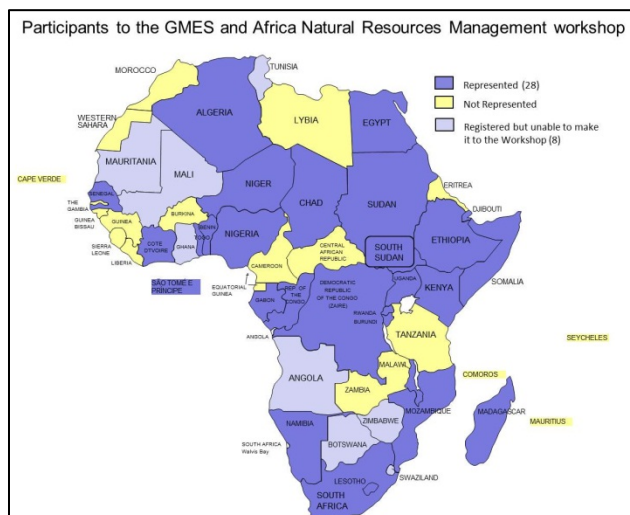 Participants to the GMES and Africa Natural Resources Management workshop
Represented (28)
Not Represented
Registered but unable to make
it to the Workshop (8)
TUNISIA
MOROCCO
ALGERIA
LYBIA
EGYPT
WESTERN
SAHARA
MAURITANIA
MALI
NIGER
CHAD
SUDAN
ERITREA
DJIBOUTI
CAPE VERDE
SENEGAL
THE
GAMBIA
GUINEA
BISSAU
GUINEA
SIERRA
LEONE
LIBERIA
COTE
D'IVOIRE
BURKINA
GHANA
TOGO
BENIN
NIGERIA
CAMEROON
CENTRAL
AFRICAN
REPUBLIC
SOUTH
SUDAN
ETHIOPIA
SOMALIA
SÃO TOMÉ E
PRINCIPE
EQUATORIAL
GUINEA
GABON
REP. OF
THE
CONGO
DEMOCRATIC
REPUBLIC
OF THE CONGO
(ZAIRE)
UGANDA
KENYA
RWANDA
BURUNDI
TANZANIA
SEYCHELES
ANGOLA
ANGOLA
ZAMBIA
MALAWI
COMOROS
MOZAMBIQUE
MADAGASCAR
MAURITIUS
ZIMBABWE
NAMIBIA
BOTSWANA
SOUTH AFRICA
Walvis Bay
SWAZILAND
LESOTHO
SOUTH
AFRICA